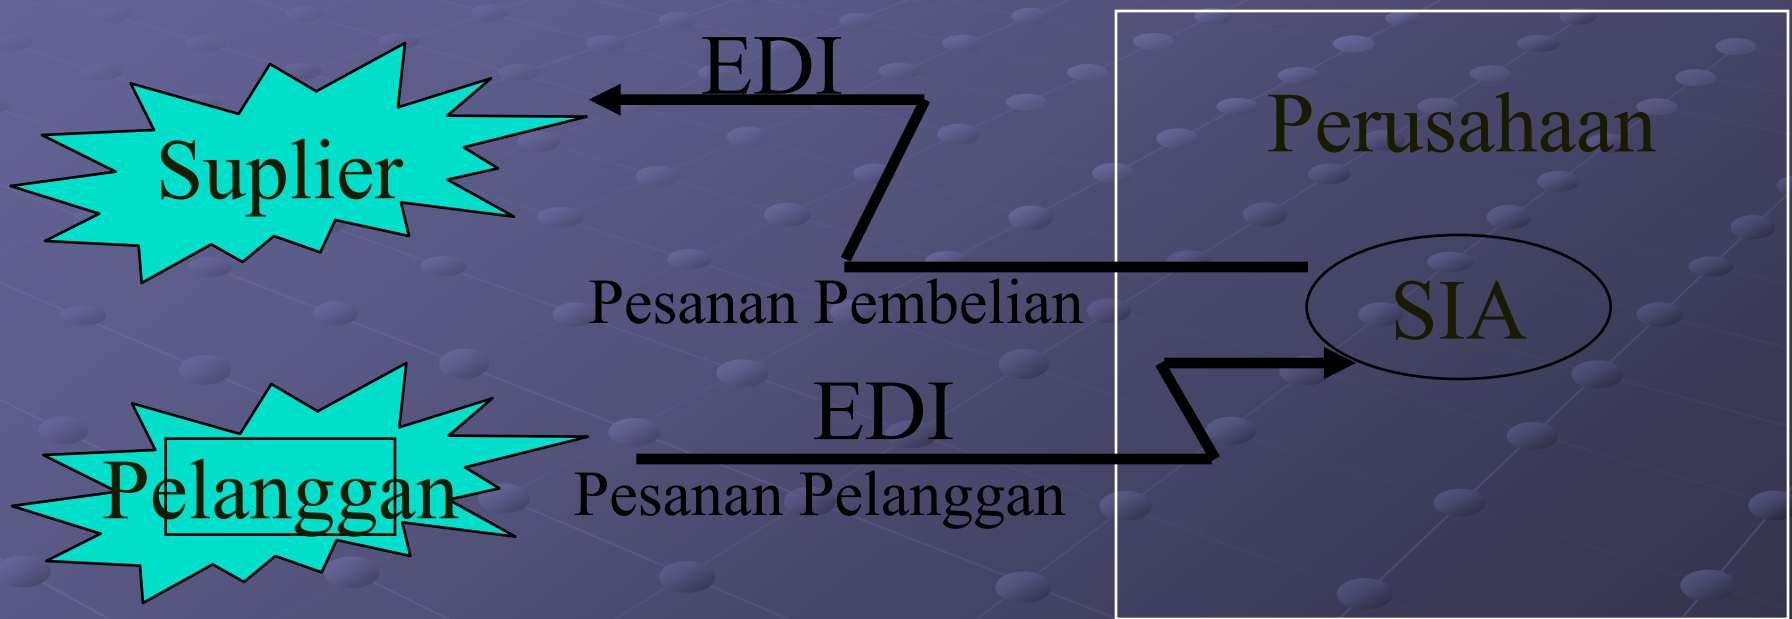 EDI
Suplier
Perusahaan
Pesanan Pembelian
SIA
EDI
Pelanggan
Pesanan Pelanggan